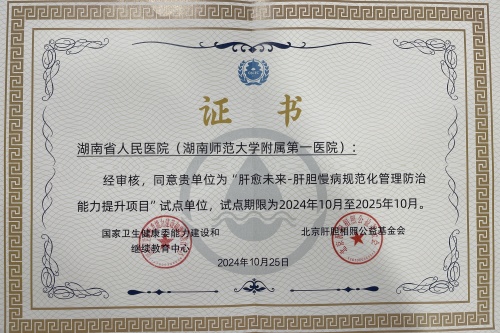 证书
湖南省人民医院（湖南师范大学附属第一医院）：
经审核，同意贵单位为“肝愈未来-肝胆慢病规范化管理防治
能力提升项目”试点单位，试点期限为2024年10月至2025年10月。
国家卫生健康委能力建设和
继续教育中心
北京肝胆相照公益基金会
2024年10月25日